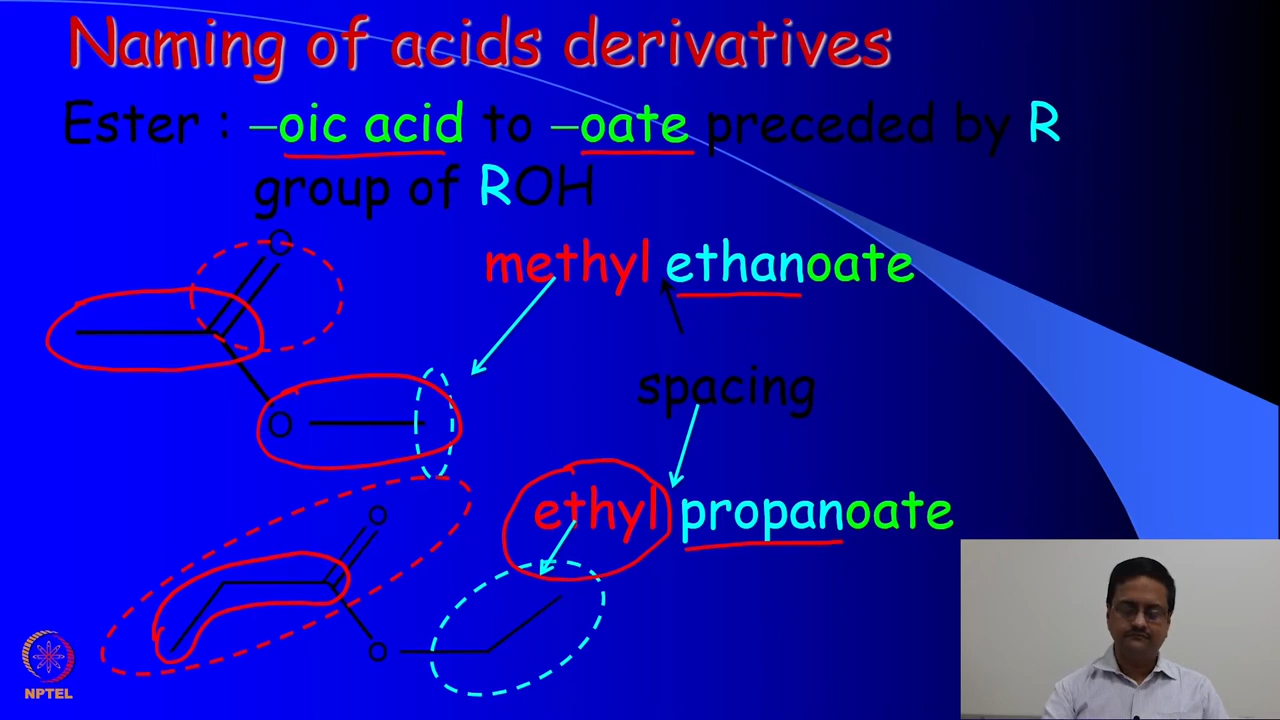 Naming of acids derivatives
Ester : –oic acid to –oate preceded by R
group of ROH
O
methyl ethanoate
spacing
O
ethyl propanoate
O
O
NPTEL